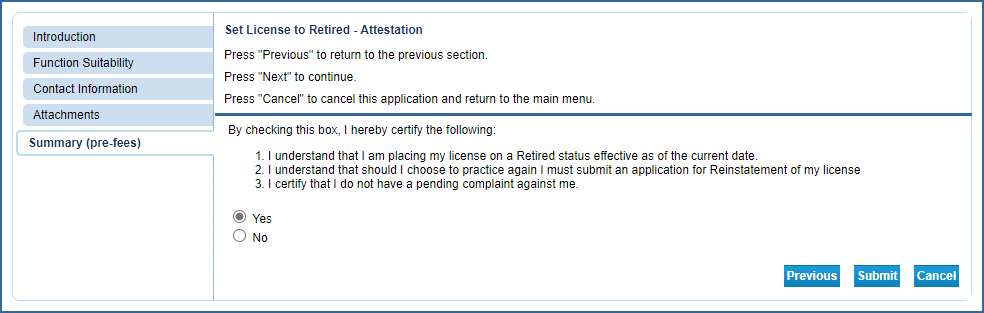 Introduction
Function Suitability
Contact Information
Attachments
Summary (pre-fees)
Set License to Retired - Attestation
Press "Previous" to return to the previous section.
Press "Next" to continue.
Press "Cancel" to cancel this application and return to the main menu.
By checking this box, I hereby certify the following:
1. I understand that I am placing my license on a Retired status effective as of the current date.
2. I understand that should I choose to practice again I must submit an application for Reinstatement of my license
3. I certify that I do not have a pending complaint against me.
Yes
No
Previous Submit Cancel